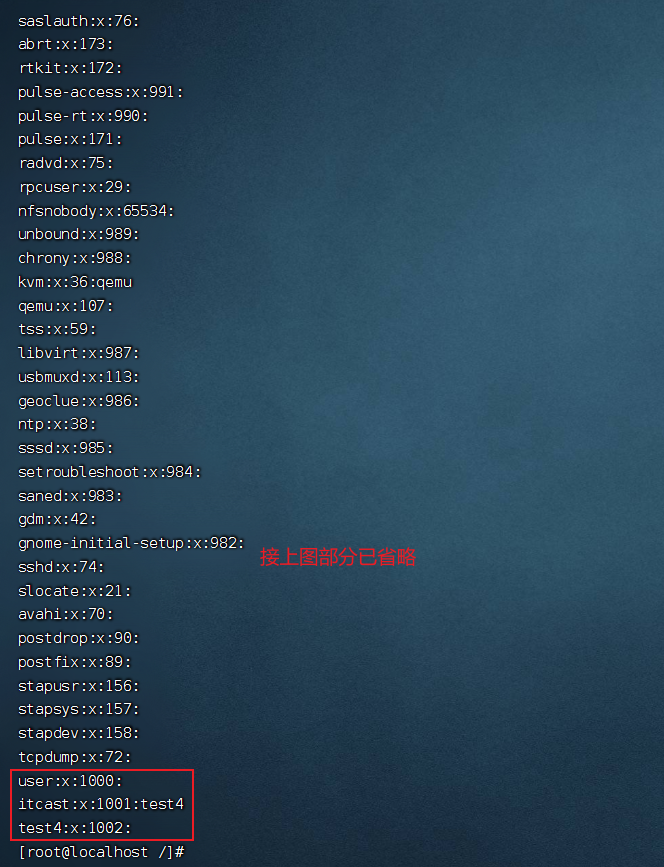 saslauth:x:76:
abrt:x:173:
rtkit:x:172:
pulse-access:x:991:
pulse-rt:x:990:
pulse:x:171:
radvd:x:75:
rpcuser:x:29:
nfsnobody:x:65534:
unbound:x:989:
chrony:x:988:
kvm:x:36:qemu
qemu:x:107:
tss:x:59:
libvirt:x:987:
usbmuxd:x:113:
geoclue:x:986:
ntp:x:38:
sssd:x:985:
setroubleshoot:x:984:
saned:x:983:
gdm:x:42:
gnome-initial-setup:x:982:
接上图部分已省略
sshd:x:74:
slocate:x:21:
avahi:x:70:
postdrop:x:90:
postfix:x:89:
stapusr:x:156:
stapsys:x:157:
stapdev:x:158:
tcpdump:x:72:
user:x:1000:
itcast:x:1001:test4
test4:x:1002:
[root@localhost /]#